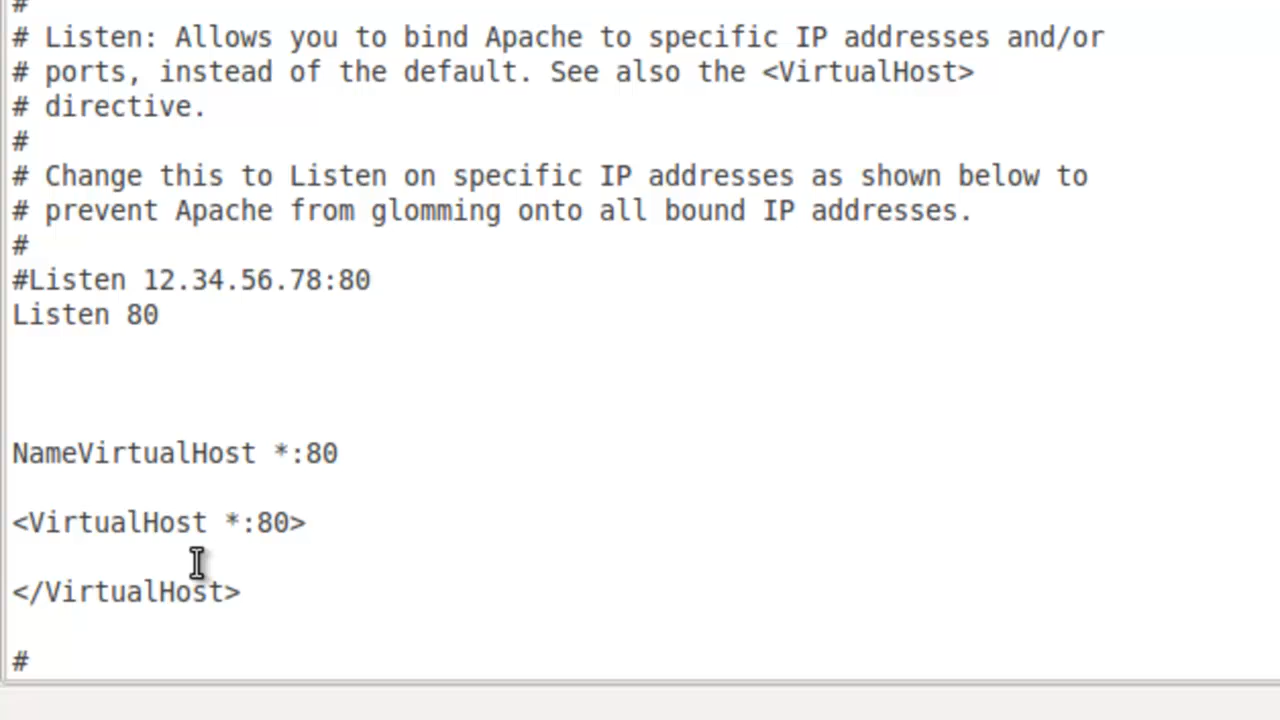 #
# Listen: Allows you to bind Apache to specific IP addresses and/or
# ports, instead of the default. See also the <VirtualHost>
# directive.
#
# Change this to Listen on specific IP addresses as shown below to
# prevent Apache from glomming onto all bound IP addresses.
#
#Listen 12.34.56.78:80
Listen 80
NameVirtualHost *:80
<VirtualHost *:80>
</VirtualHost>
#